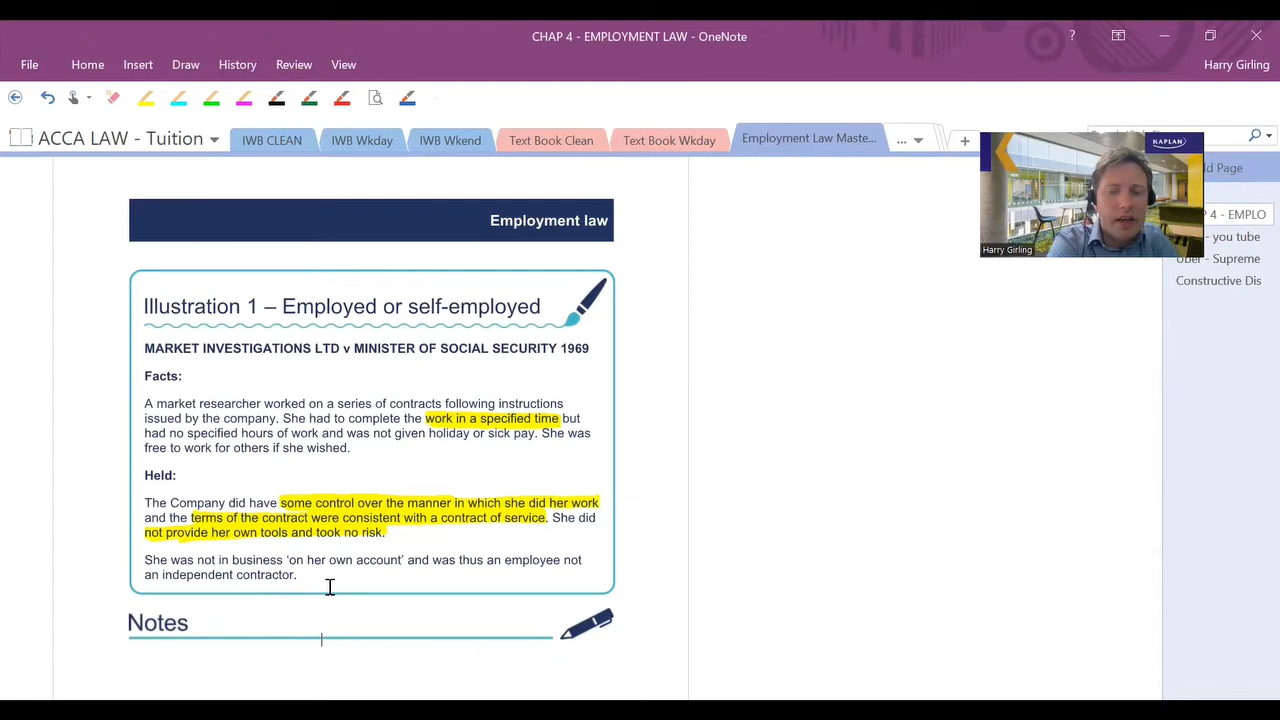 CHAP 4 - EMPLOYMENT LAW - OneNote
?
File Home Insert Draw History Review View
Harry Girling
ACCA LAW - Tuition
IWB CLEAN
IWB Wkday
IWB Wkend
Text Book Clean
Text Book Wkday
Employment Law Maste...
...
KAPLAN
Harry Girling
Page
4 - EMPLO
- you tube
Uber - Supreme
Constructive Dis
Employment law
Illustration 1 – Employed or self-employed
MARKET INVESTIGATIONS LTD v MINISTER OF SOCIAL SECURITY 1969
Facts:
A market researcher worked on a series of contracts following instructions
issued by the company. She had to complete the work in a specified time but
had no specified hours of work and was not given holiday or sick pay. She was
free to work for others if she wished.
Held:
The Company did have some control over the manner in which she did her work
and the terms of the contract were consistent with a contract of service. She did
not provide her own tools and took no risk.
She was not in business ‘on her own account’ and was thus an employee not
an independent contractor.
Notes